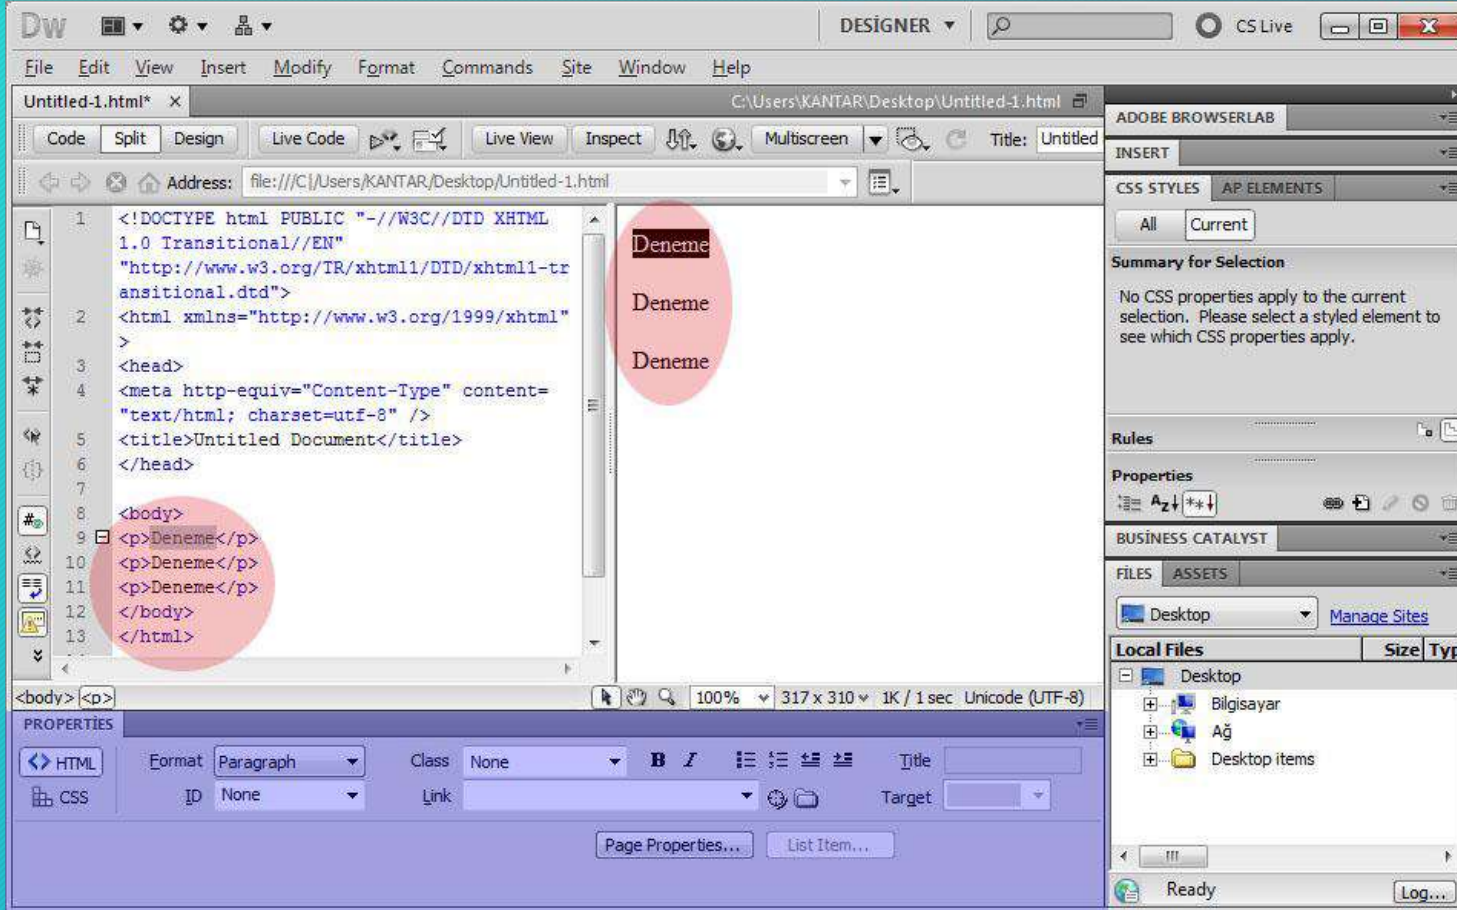 Dw
DESİGNER
CS Live
File Edit View Insert Modify Format Commands Site Window Help
Untitled-1.html*
C:\Users\KANTAR\Desktop\Untitled-1.html
Code Split Design Live Code Live View Inspect Multiscreen Title: Untitled
Address: file:///C|/Users/KANTAR/Desktop/Untitled-1.html
1 <!DOCTYPE html PUBLIC "-//W3C//DTD XHTML
1.0 Transitional//EN"
"http://www.w3.org/TR/xhtml1/DTD/xhtml1-tr
ansitional.dtd">
2 <html xmlns="http://www.w3.org/1999/xhtml"
>
3 <head>
4 <meta http-equiv="Content-Type" content=
"text/html; charset=utf-8" />
5 <title>Untitled Document</title>
6 </head>
7
8 <body>
9 <p>Deneme</p>
10 <p>Deneme</p>
11 <p>Deneme</p>
12 </body>
13 </html>
Deneme
Deneme
Deneme
<body> <p>
100% 317 x 310 1K / 1 sec Unicode (UTF-8)
PROPERTİES
HTML Format Paragraph Class None B I Title
CSS ID None Link Target
Page Properties... List Item...
ADOBE BROWSERLAB
INSERT
CSS STYLES AP ELEMENTS
All Current
Summary for Selection
No CSS properties apply to the current
selection. Please select a styled element to
see which CSS properties apply.
Rules
Properties
BUSİNESS CATALYST
FİLES ASSETS
Desktop Manage Sites
Local Files Size Typ
Desktop
Bilgisayar
Ağ
Desktop items
Ready Log...